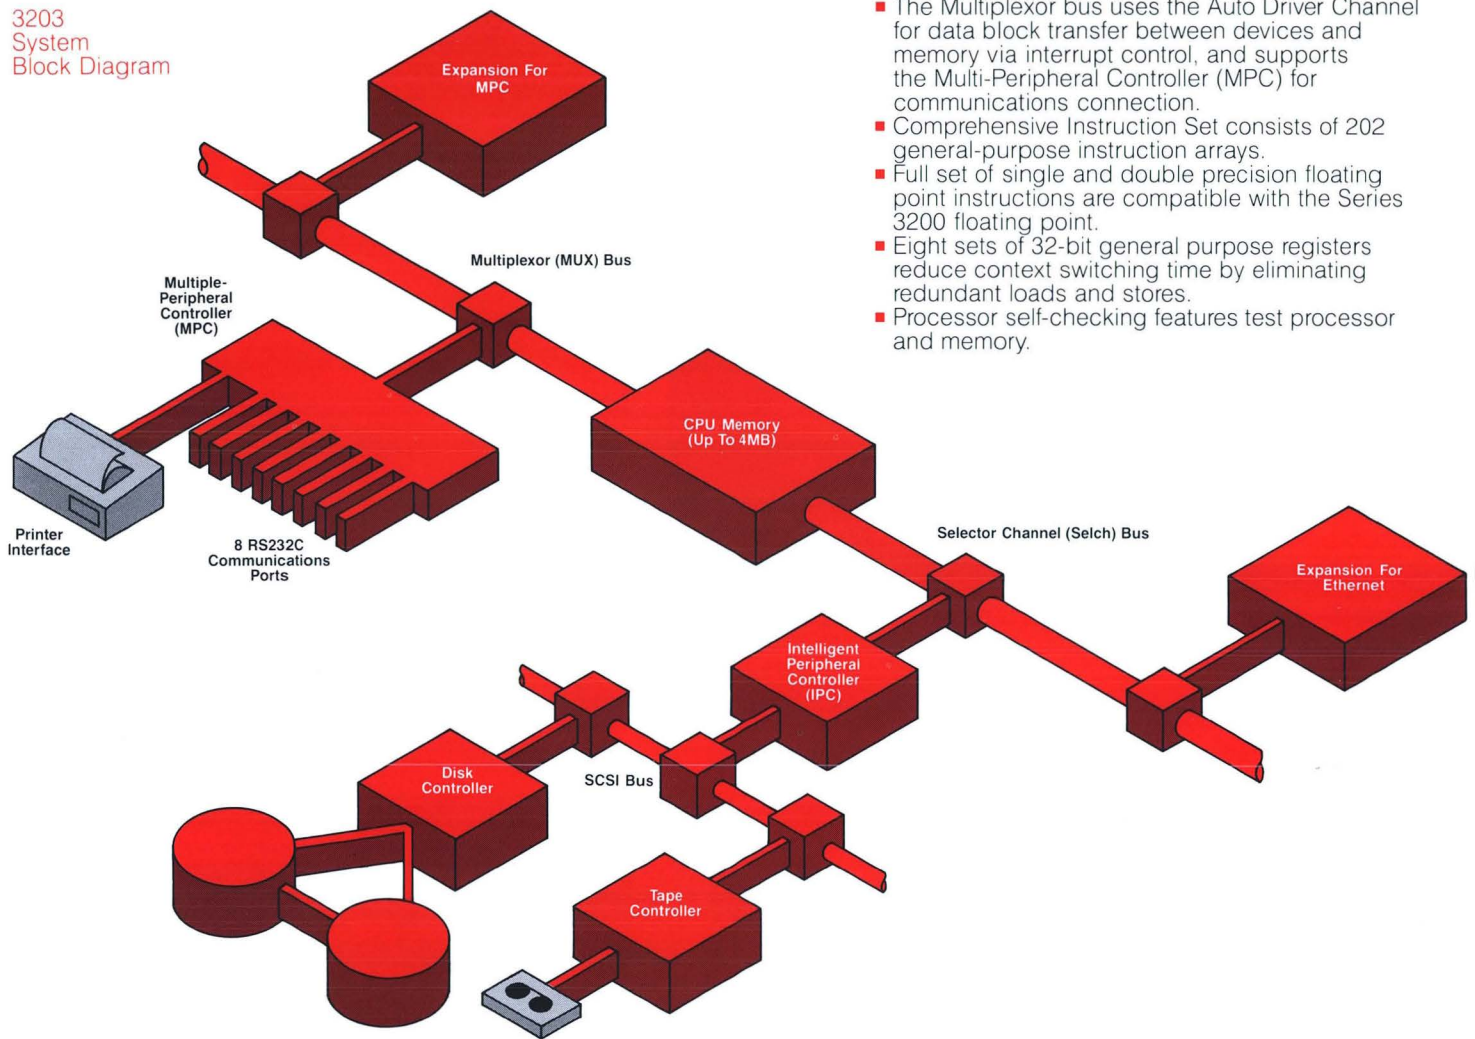 3203
System
Block Diagram
The Multiplexor bus uses the Auto Driver Channel
for data block transfer between devices and
memory via interrupt control, and supports
the Multi-Peripheral Controller (MPC) for
communications connection.
Comprehensive Instruction Set consists of 202
general-purpose instruction arrays.
Full set of single and double precision floating
point instructions are compatible with the Series
3200 floating point.
Eight sets of 32-bit general purpose registers
reduce context switching time by eliminating
redundant loads and stores.
Processor self-checking features test processor
and memory.
Expansion For
MPC
Multiplexor (MUX) Bus
Multiple-
Peripheral
Controller
(MPC)
CPU Memory
(Up To 4MB)
Printer
Interface
8 RS232C
Communications
Ports
Selector Channel (Selch) Bus
Expansion For
Ethernet
Intelligent
Peripheral
Controller
(IPC)
Disk
Controller
SCSI Bus
Tape
Controller